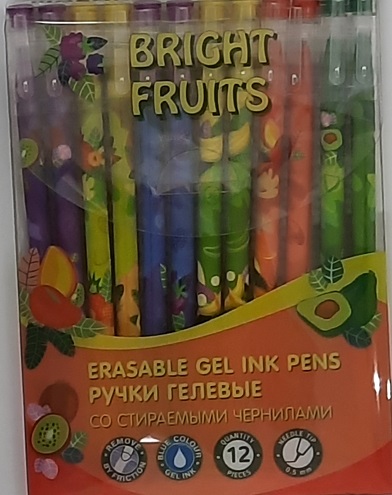 BRIGHT
FRUITS
ERASABLE GEL INK PENS
РУЧКИ ГЕЛЕВЫЕ
СО СТИРАЕМЫМИ ЧЕРНИЛАМИ
REMOVE BY FRICTION
BLUE COLOUR GEL INK
QUANTITY 12 PIECES
NEEDLE TIP 0.5 mm